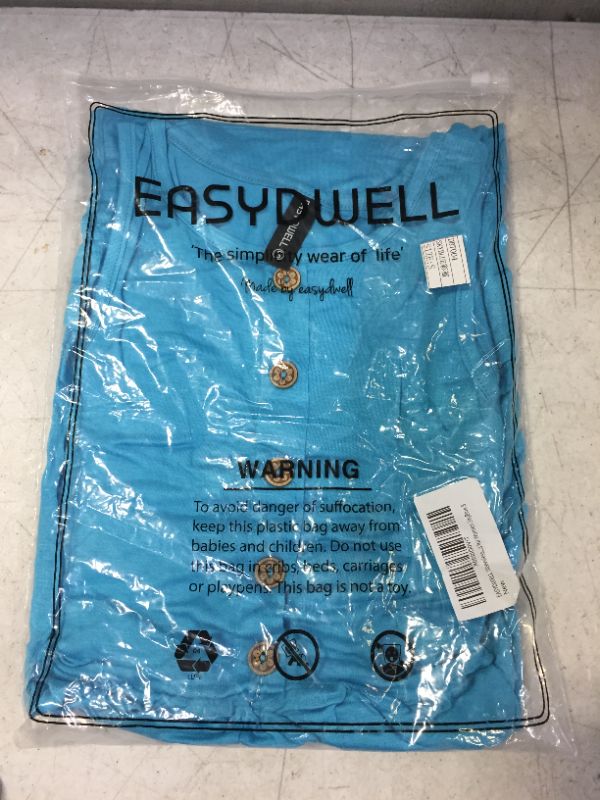 EASYDWELL
'The simplicity wear of life'
Made by easydwell
WARNING
To avoid danger of suffocation,
keep this plastic bag away from
babies and children. Do not use
this bag in cribs, beds, carriages
or playpens. This bag is not a toy.
New